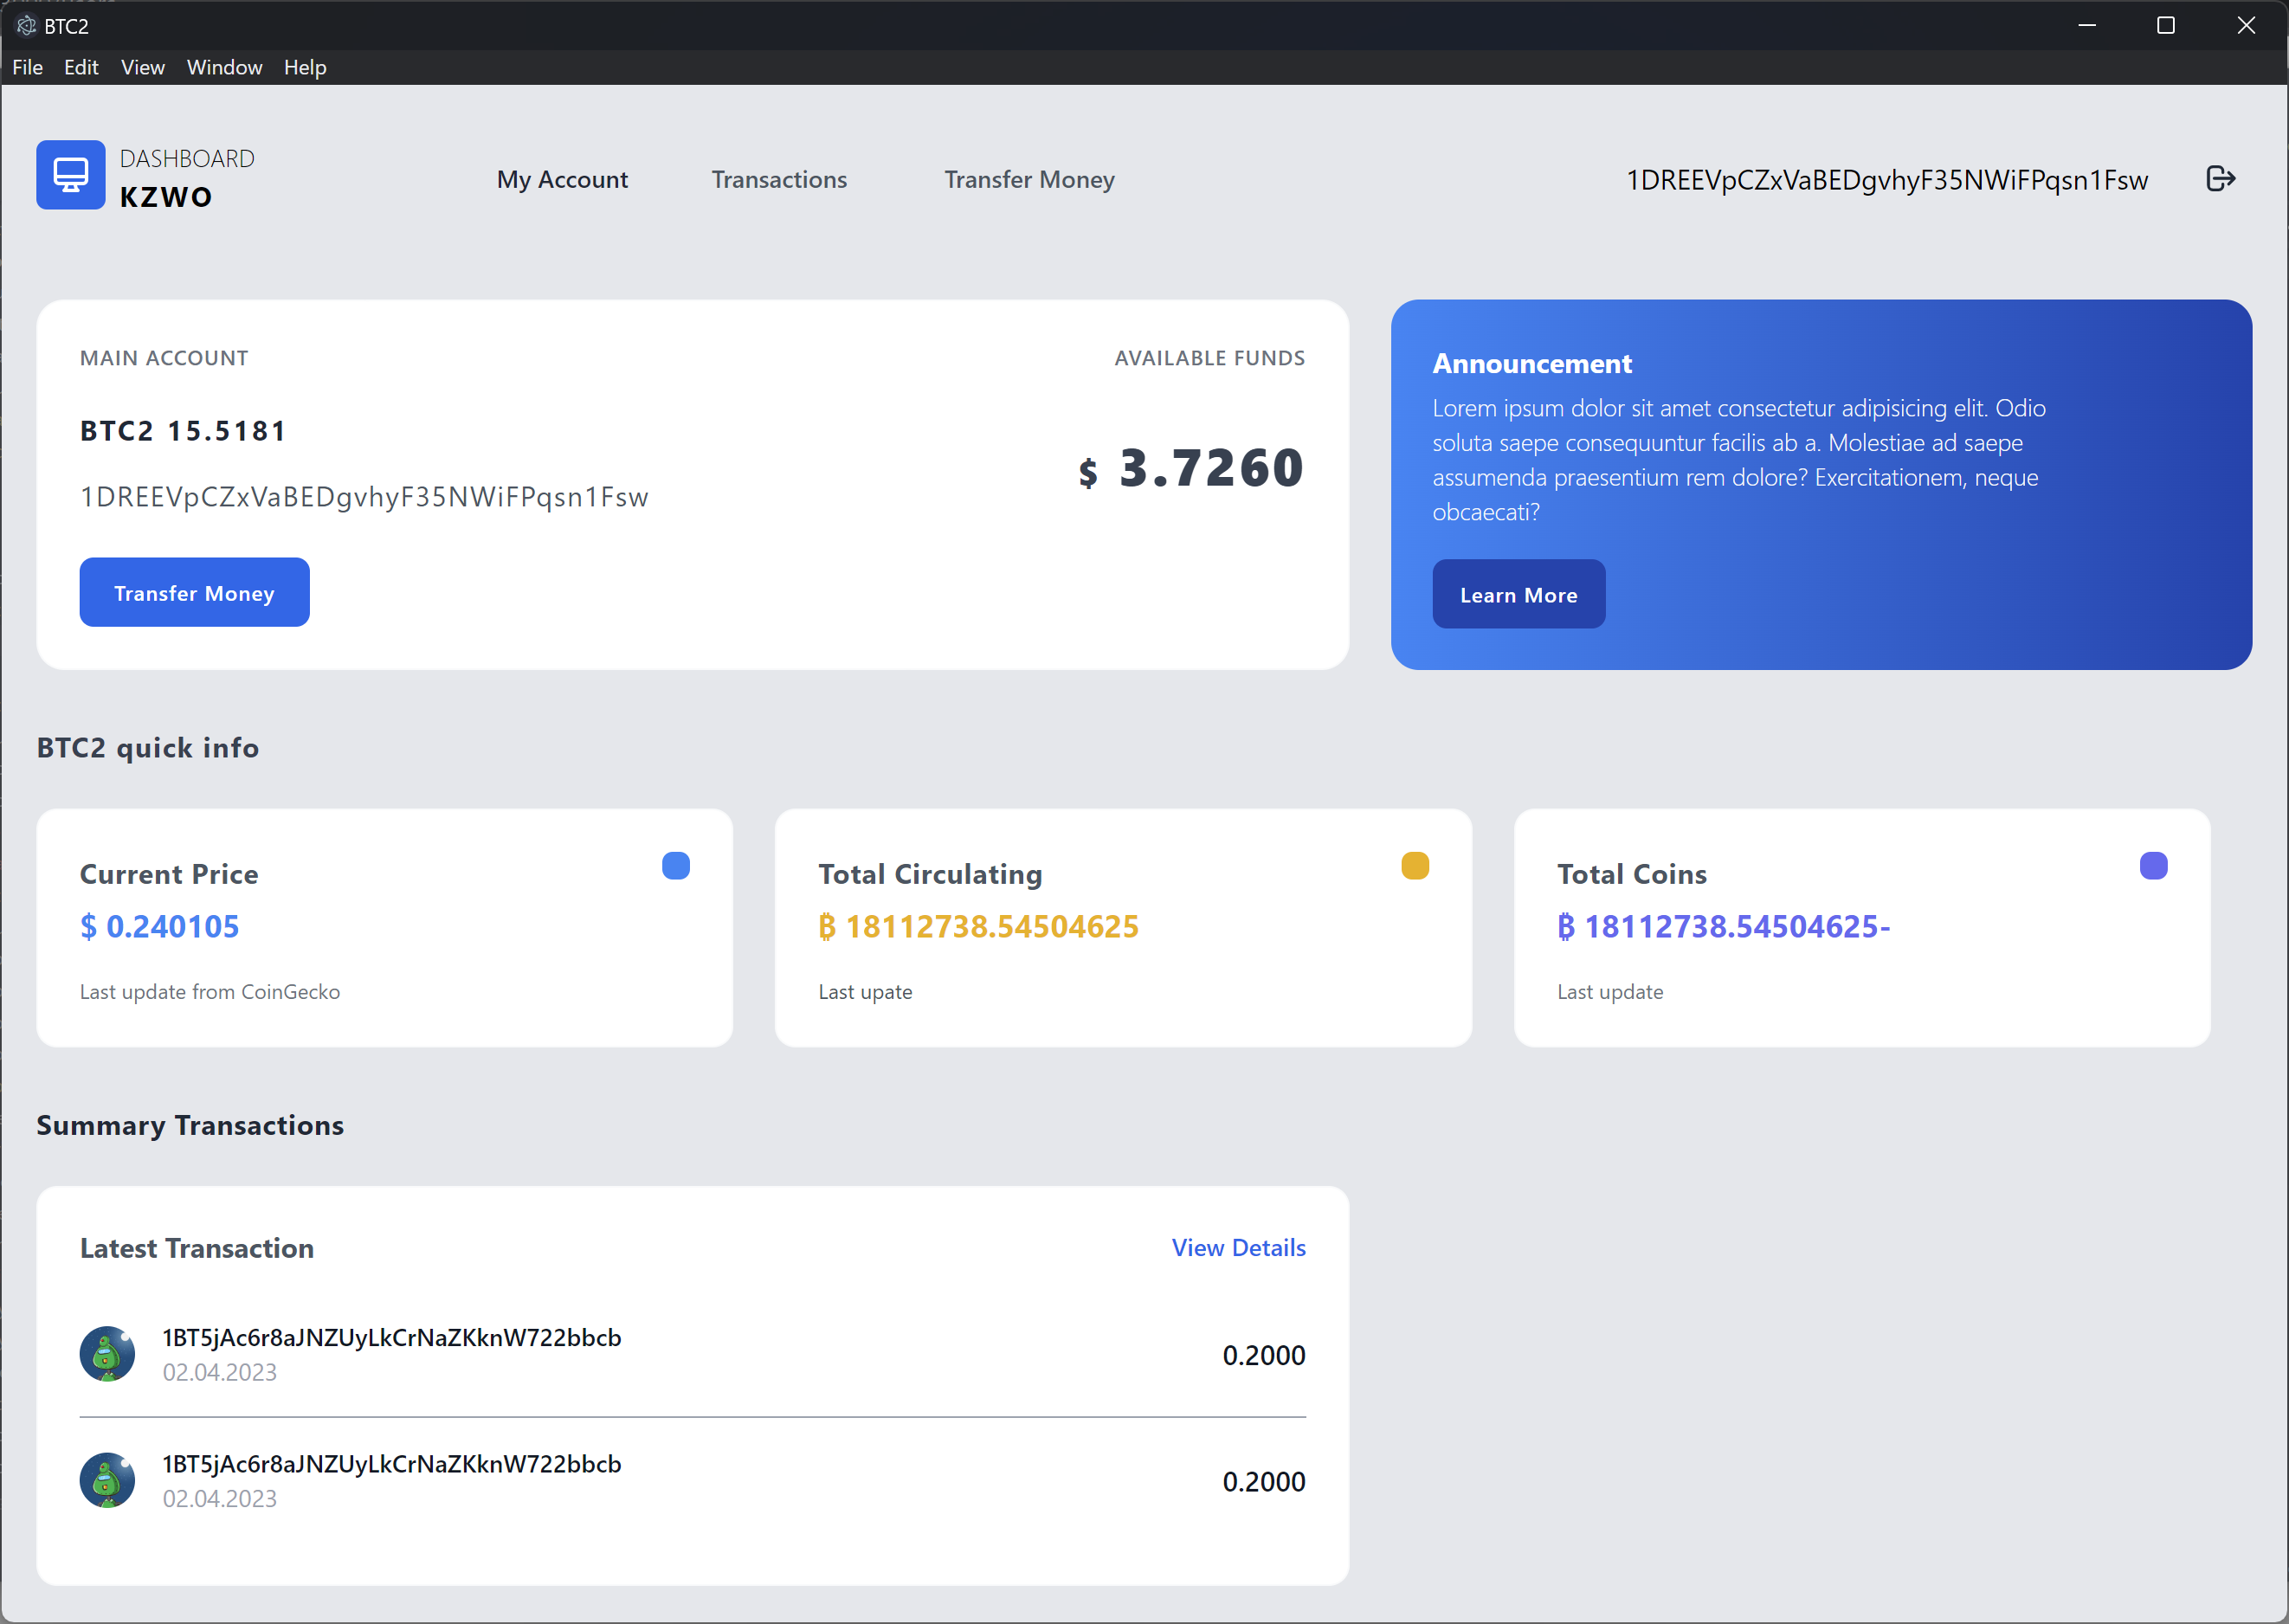 BTC2
File Edit View Window Help
DASHBOARD
KZWO
My Account Transactions Transfer Money 1DREEVpCZxVaBEDgvhyF35NWiFPqsn1Fsw
MAIN ACCOUNT AVAILABLE FUNDS
BTC2 15.5181
$ 3.7260
1DREEVpCZxVaBEDgvhyF35NWiFPqsn1Fsw
Transfer Money
Announcement
Lorem ipsum dolor sit amet consectetur adipisicing elit. Odio
soluta saepe consequuntur facilis ab a. Molestiae ad saepe
assumenda praesentium rem dolore? Exercitationem, neque
obcaecati?
Learn More
BTC2 quick info
Current Price
$ 0.240105
Last update from CoinGecko
Total Circulating
₿ 18112738.54504625
Last upate
Total Coins
₿ 18112738.54504625-
Last update
Summary Transactions
Latest Transaction View Details
1BT5jAc6r8aJNZUyLkCrNaZKknW722bbcb
02.04.2023
0.2000
1BT5jAc6r8aJNZUyLkCrNaZKknW722bbcb
02.04.2023
0.2000